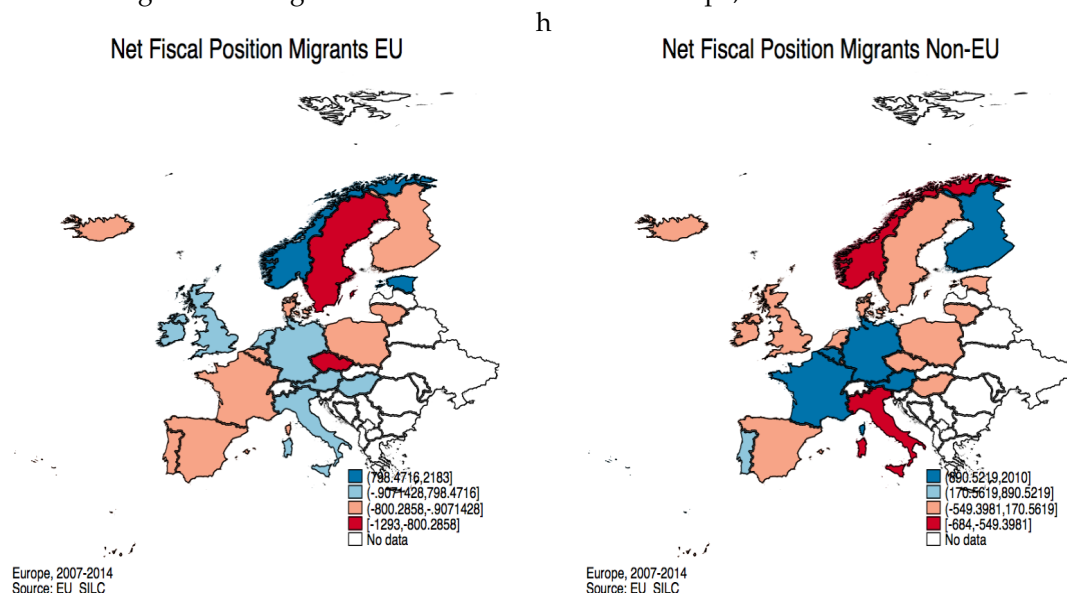 h
Net Fiscal Position Migrants EU
(798.4716,2183]
(-.9071428,798.4716]
(-800.2858,-.9071428]
[-1293,-800.2858]
No data
Europe, 2007-2014
Source: EU_SILC
Net Fiscal Position Migrants Non-EU
(890.5219,2010]
(170.5619,890.5219]
(-549.3981,170.5619]
[-684,-549.3981]
No data
Europe, 2007-2014
Source: EU_SILC